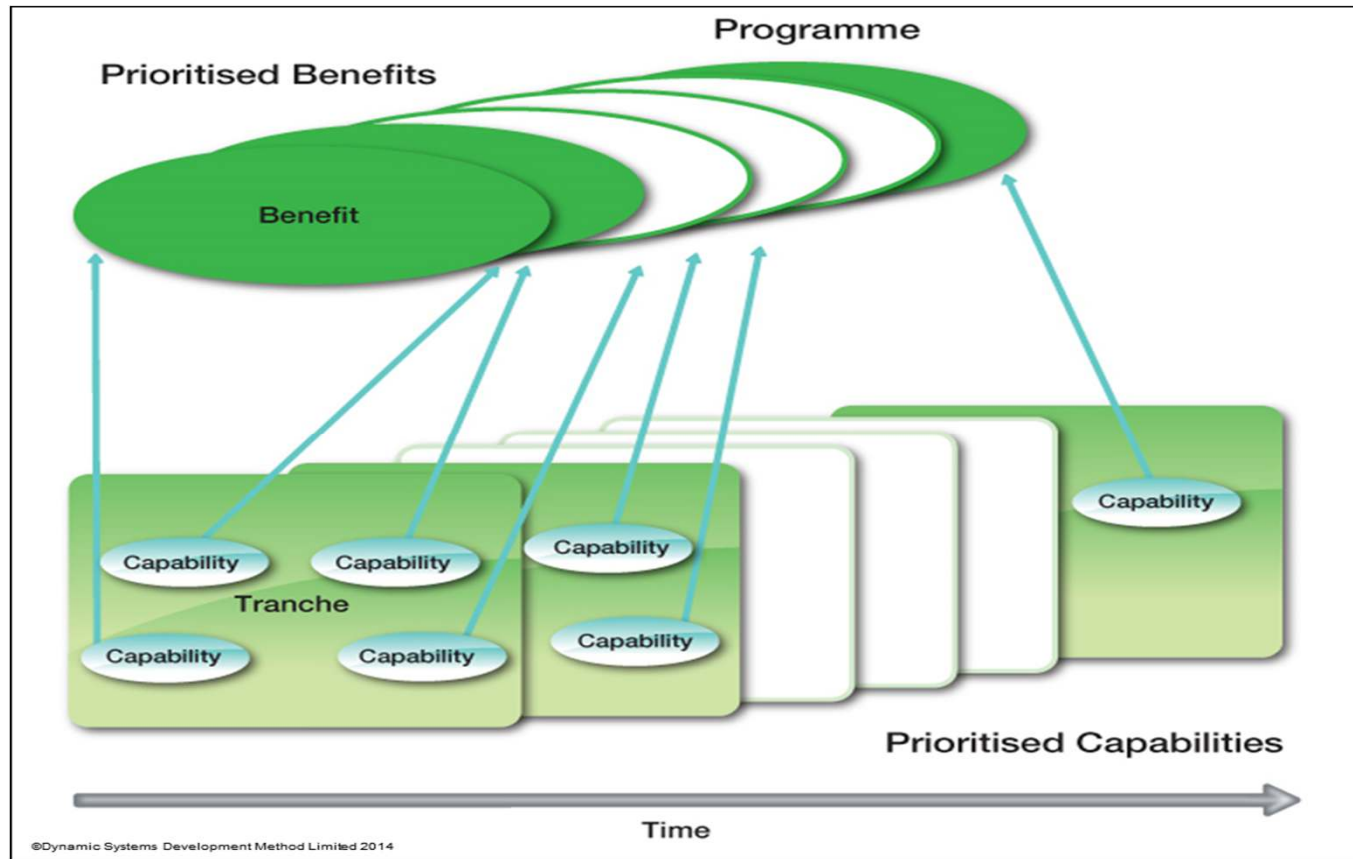 Programme
Prioritised Benefits
Benefit
Capability
Capability
Capability
Capability
Tranche
Capability
Capability
Capability
Prioritised Capabilities
Time
©Dynamic Systems Development Method Limited 2014